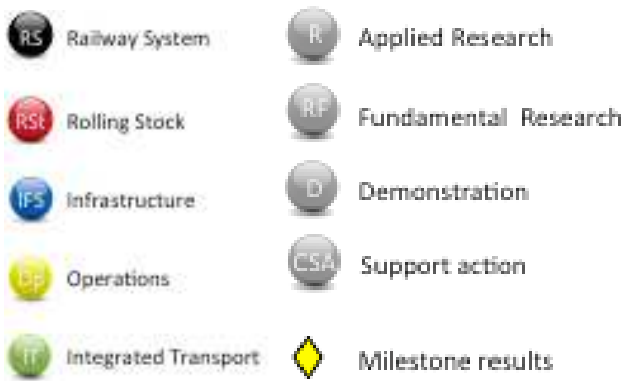 RS Railway System
R Applied Research
RSt Rolling Stock
RF Fundamental Research
IFS Infrastructure
D Demonstration
Op Operations
CSA Support action
IT Integrated Transport
Milestone results